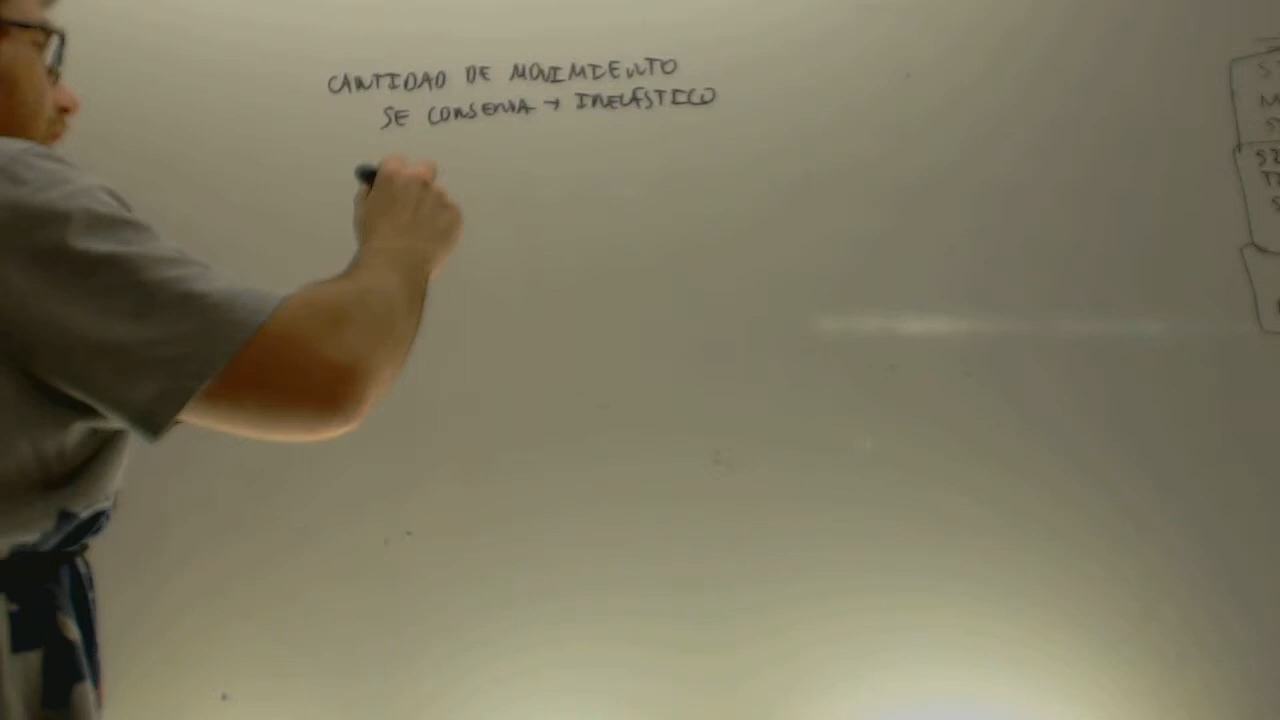 CANTIDAD DE MOVIMIENTO
SE CONSERVA → INELÁSTICO